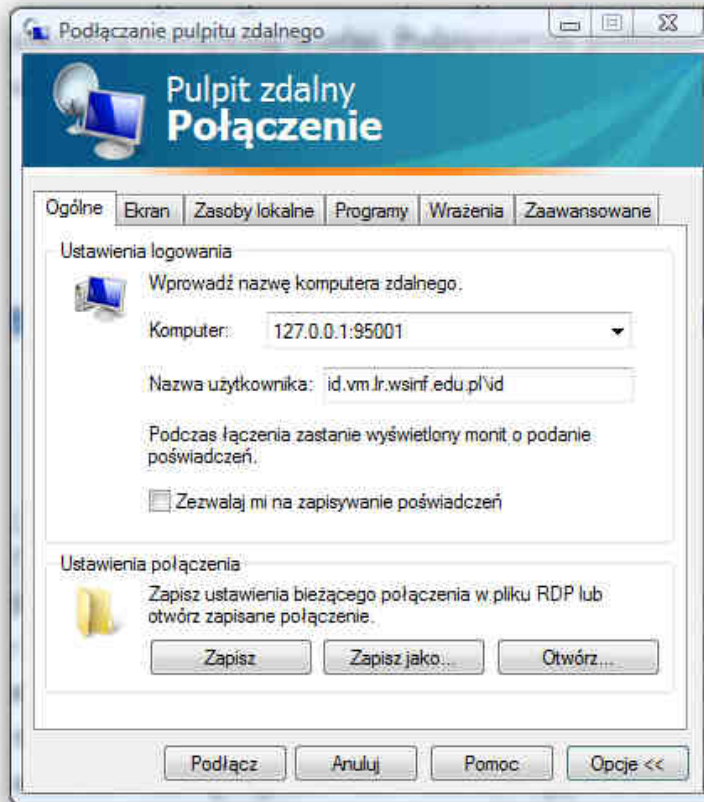 Podłączanie pulpitu zdalnego
Pulpit zdalny
Połączenie
Ogólne Ekran Zasoby lokalne Programy Wrażenia Zaawansowane
Ustawienia logowania
Wprowadź nazwę komputera zdalnego.
Komputer: 127.0.0.1:95001
Nazwa użytkownika: id.vm.lr.wsinf.edu.pl\id
Podczas łączenia zastanie wyświetlony monit o podanie
poświadczeń.
Zezwalaj mi na zapisywanie poświadczeń
Ustawienia połączenia
Zapisz ustawienia bieżącego połączenia w pliku RDP lub
otwórz zapisane połączenie.
Zapisz Zapisz jako... Otwórz...
Podłącz Anuluj Pomoc Opcje <<